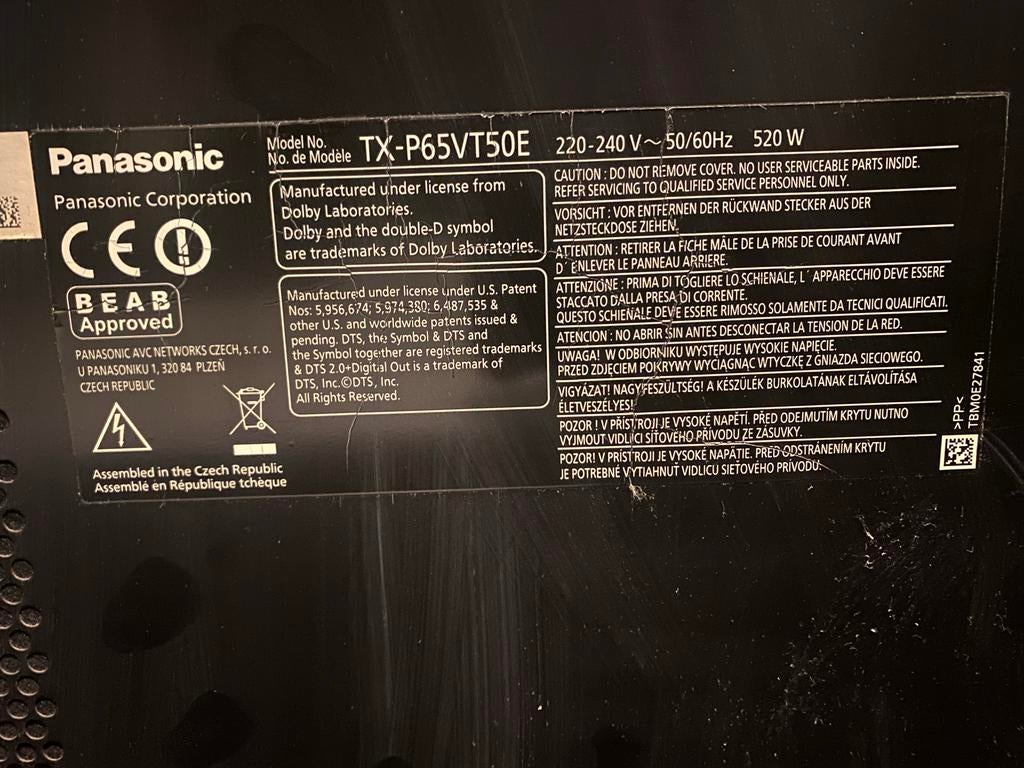 Panasonic
Panasonic Corporation
CE
BEAB
Approved
PANASONIC AVC NETWORKS CZECH, s. r. o.
U PANASONIKU 1, 320 84 PLZEŇ
CZECH REPUBLIC
Assembled in the Czech Republic
Assemblé en République tchèque
Model No.
No. de Modèle TX-P65VT50E 220-240 V~50/60Hz 520 W
Manufactured under license from
Dolby Laboratories.
Dolby and the double-D symbol
are trademarks of Dolby Laboratories.
Manufactured under license under U.S. Patent
Nos: 5,956,674; 5,974,380; 6,487,535 &
other U.S. and worldwide patents issued &
pending. DTS, the Symbol & DTS and
the Symbol together are registered trademarks
& DTS 2.0+Digital Out is a trademark of
DTS, Inc.©DTS, Inc.
All Rights Reserved.
CAUTION : DO NOT REMOVE COVER. NO USER SERVICEABLE PARTS INSIDE.
REFER SERVICING TO QUALIFIED SERVICE PERSONNEL ONLY.
VORSICHT : VOR ENTFERNEN DER RÜCKWAND STECKER AUS DER
NETZSTECKDOSE ZIEHEN.
ATTENTION : RETIRER LA FICHE MÂLE DE LA PRISE DE COURANT AVANT
D´ENLEVER LE PANNEAU ARRIERE.
ATTENZIONE : PRIMA DI TOGLIERE LO SCHIENALE, L´APPARECCHIO DEVE ESSERE
STACCATO DALLA PRESA DI CORRENTE.
QUESTO SCHIENALE DEVE ESSERE RIMOSSO SOLAMENTE DA TECNICI QUALIFICATI.
ATENCION : NO ABRIR SIN ANTES DESCONECTAR LA TENSION DE LA RED.
UWAGA! W ODBIORNIKU WYSTĘPUJE WYSOKIE NAPIĘCIE.
PRZED ZDJĘCIEM POKRYWY WYCIĄGNĄĆ WTYCZKĘ Z GNIAZDA SIECIOWEGO.
VIGYÁZAT! NAGYFESZÜLTSÉG! A KÉSZÜLÉK BURKOLATÁNAK ELTÁVOLÍTÁSA
ÉLETVESZÉLYES!
POZOR ! V PŘÍSTROJI JE VYSOKÉ NAPĚTÍ. PŘED ODEJMUTÍM KRYTU NUTNO
VYJMOUT VIDLICI SÍŤOVÉHO PŘÍVODU ZE ZÁSUVKY.
POZOR! V PRÍSTROJI JE VYSOKÉ NAPÄTIE. PRED ODSTRÁNENÍM KRYTU
JE POTREBNÉ VYTIAHNUŤ VIDLICU SIEŤOVÉHO PRÍVODU.
>PP<
TBM0E27841